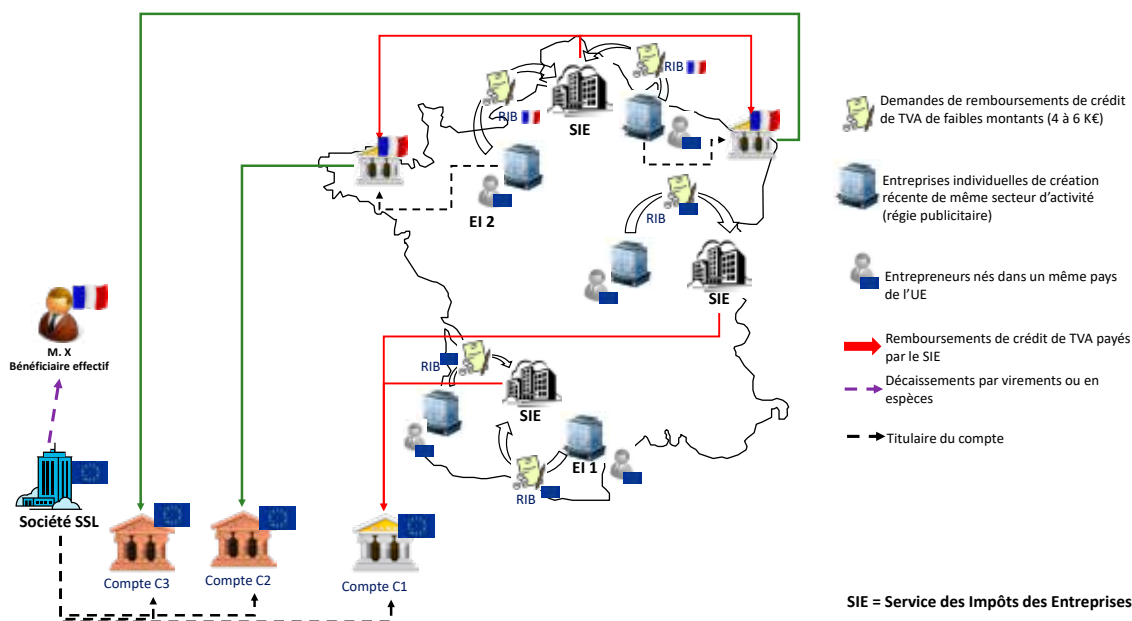 RIB
RIB
SIE
RIB
EI 2
RIB
SIE
M. X
Bénéficiaire effectif
RIB
SIE
EI 1
RIB
Société SSL
Compte C3
Compte C2
Compte C1
Demandes de remboursements de crédit
de TVA de faibles montants (4 à 6 K€)
Entreprises individuelles de création
récente de même secteur d’activité
(régie publicitaire)
Entrepreneurs nés dans un même pays
de l’UE
Remboursements de crédit de TVA payés
par le SIE
Décaissements par virements ou en
espèces
Titulaire du compte
SIE = Service des Impôts des Entreprises